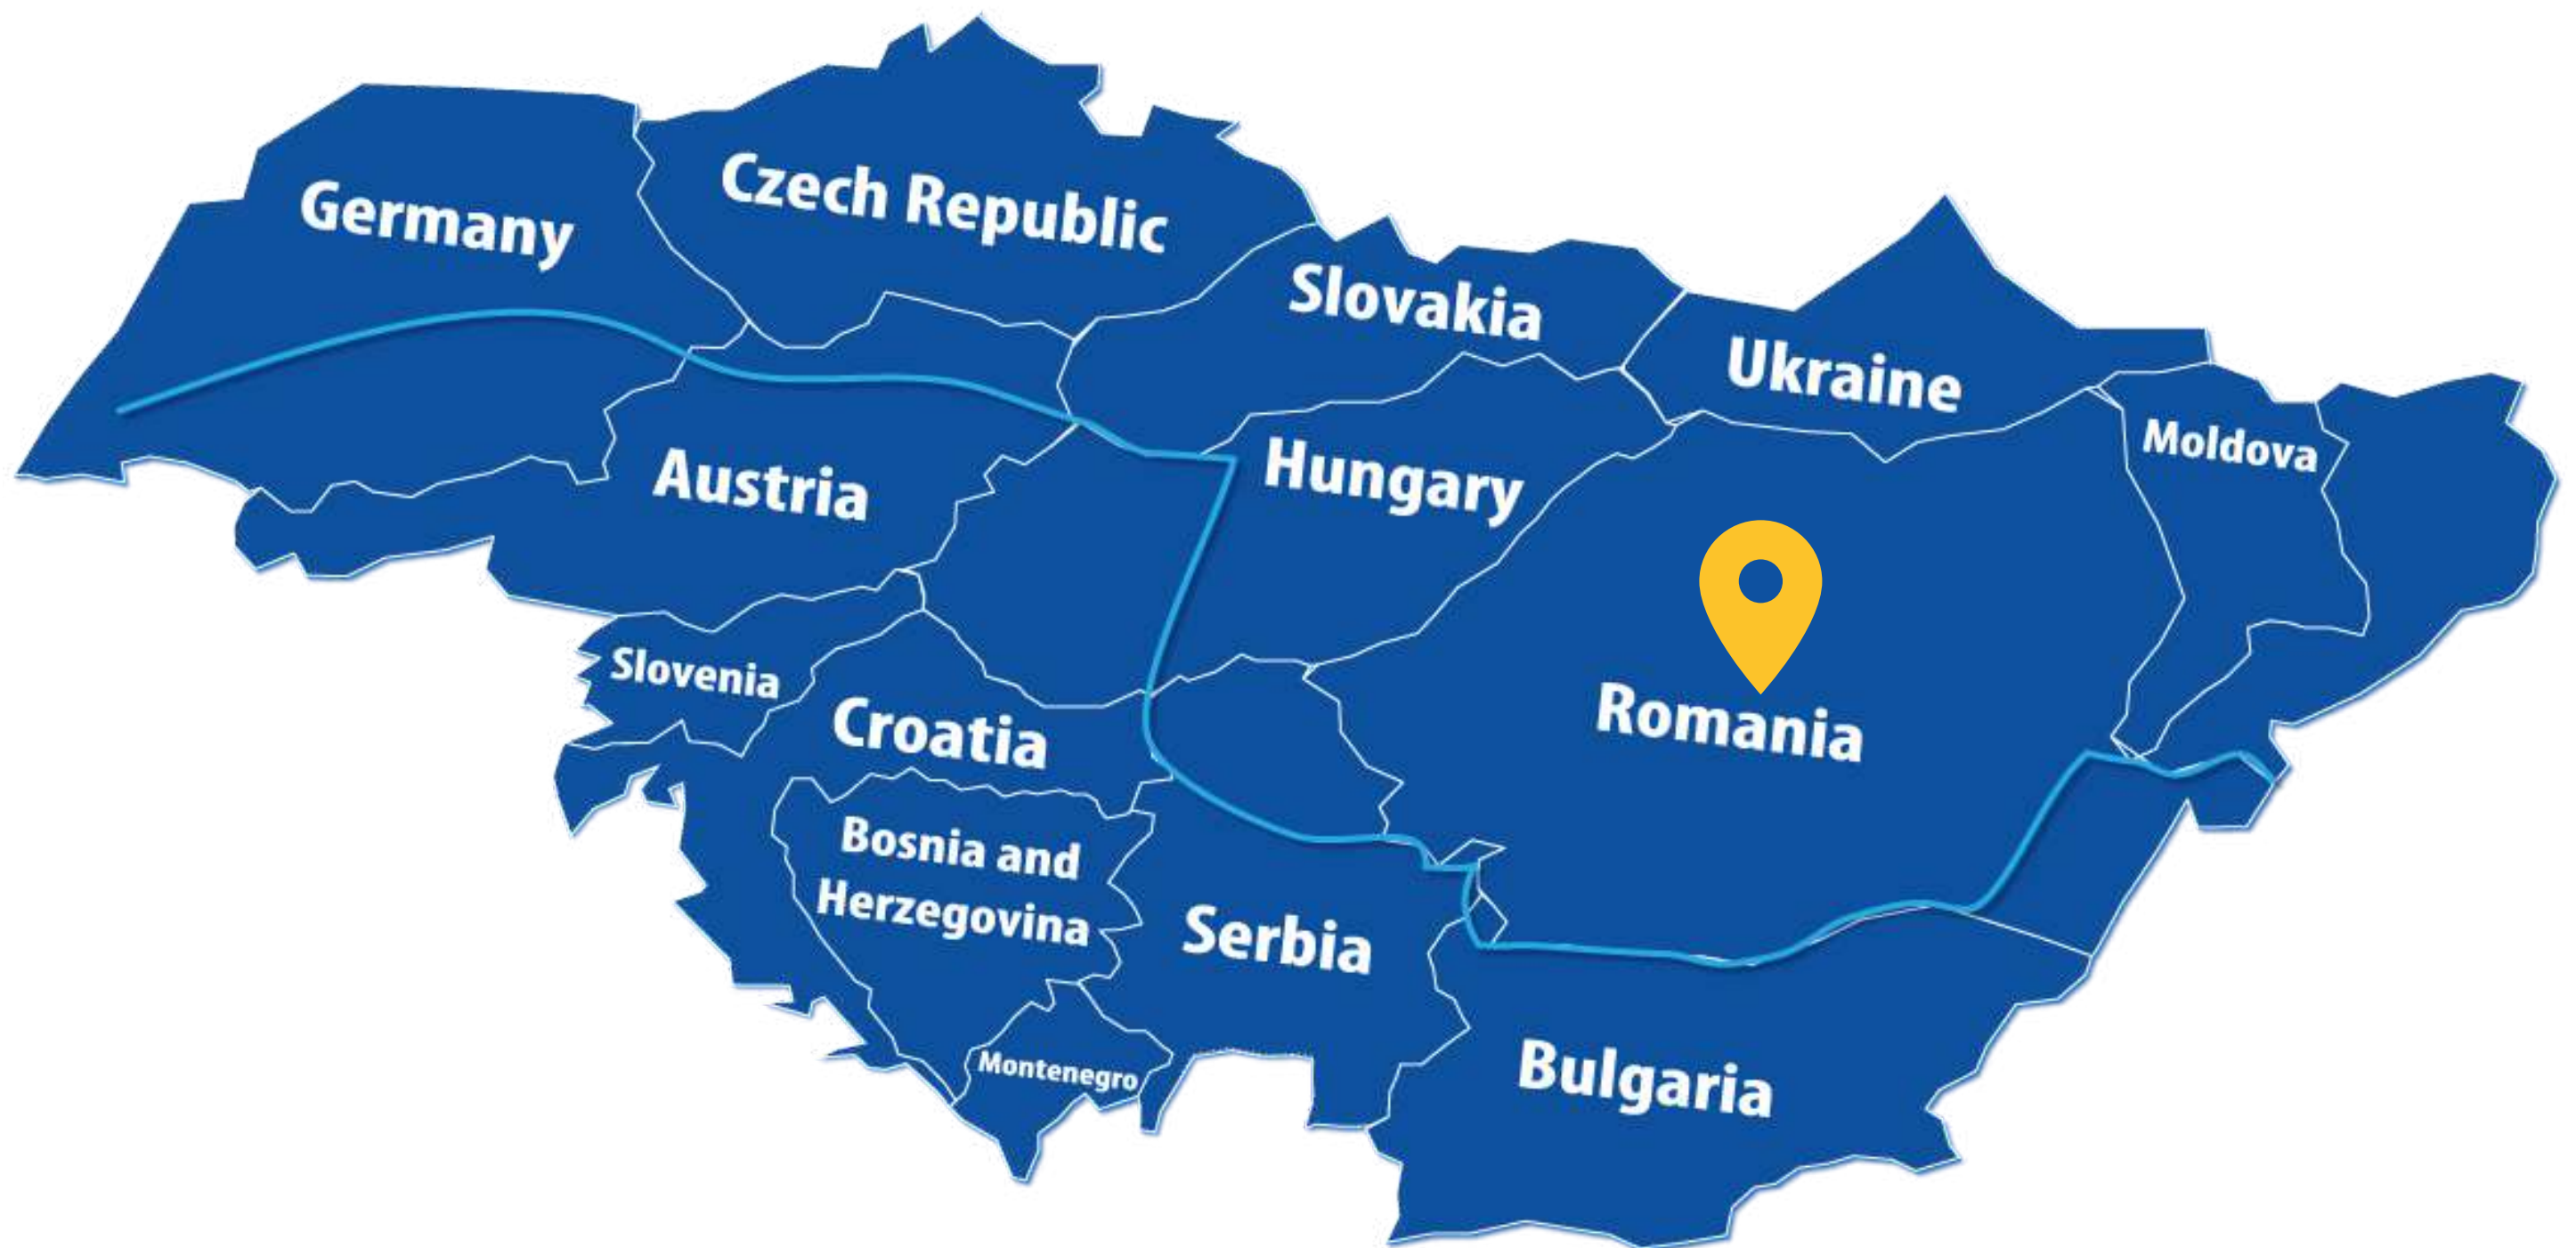 Germany
Czech Republic
Slovakia
Ukraine
Moldova
Austria
Hungary
Slovenia
Croatia
Romania
Bosnia and
Herzegovina
Serbia
Montenegro
Bulgaria